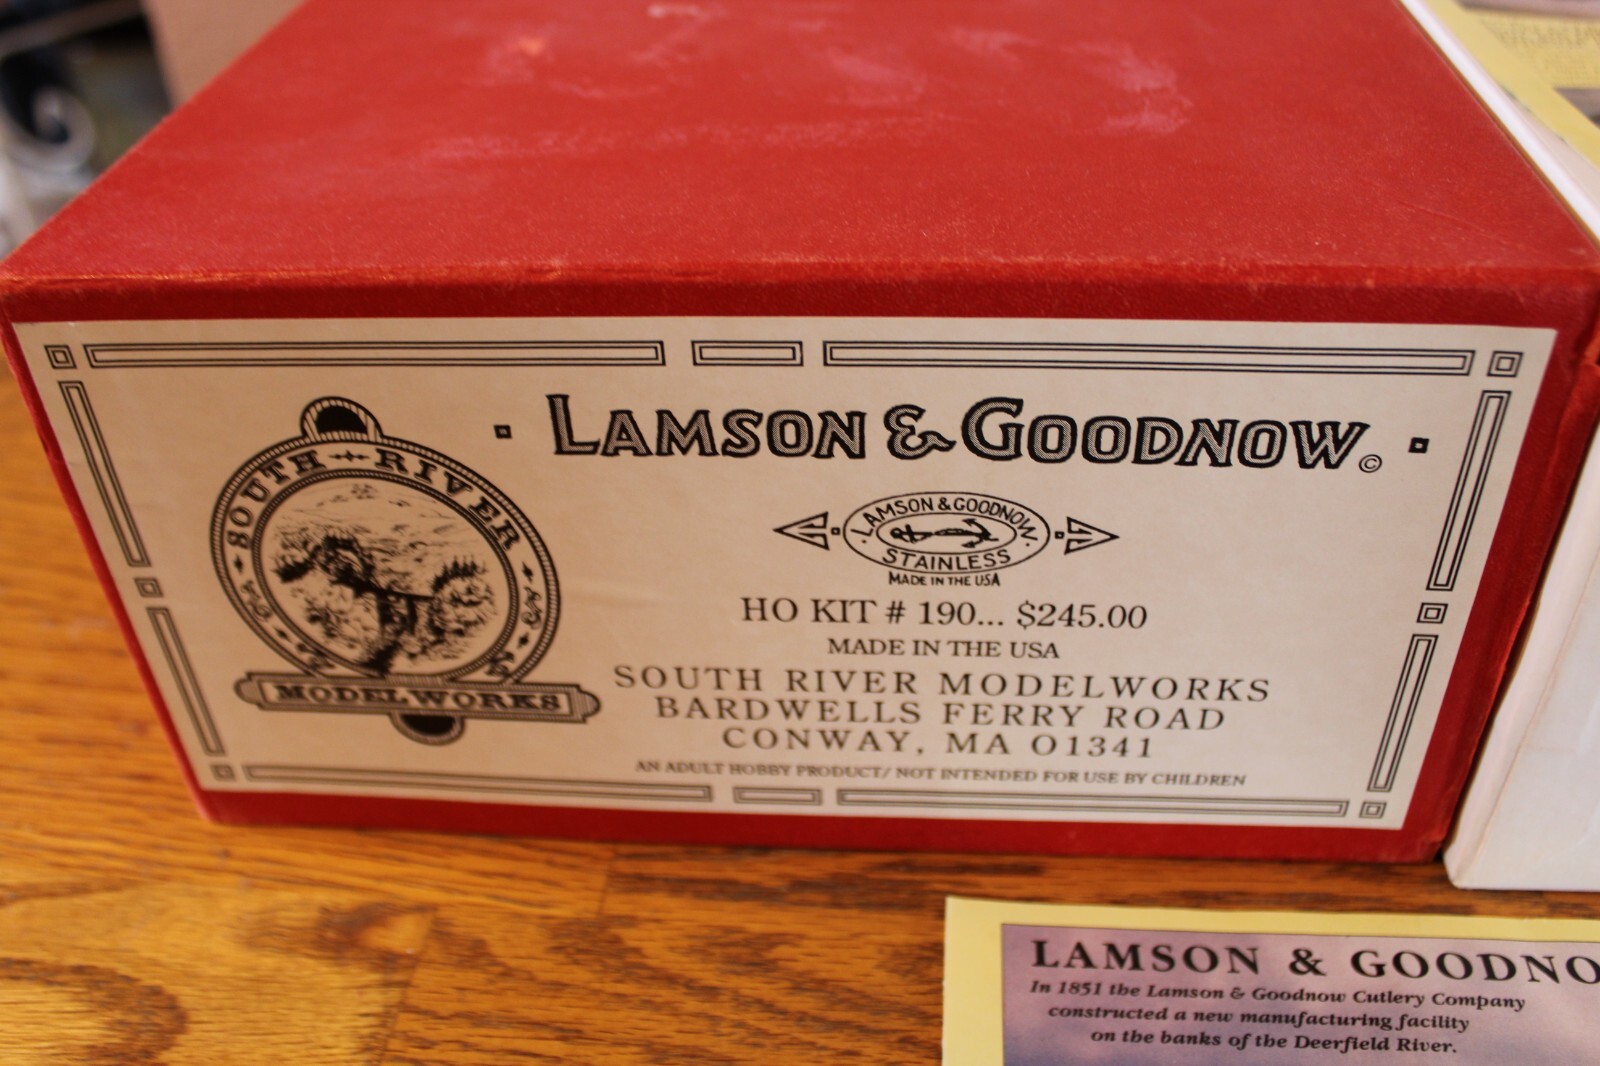 LAMSON & GOODNOW ©
SOUTH RIVER
MODELWORKS
LAMSON & GOODNOW
STAINLESS
MADE IN THE USA
HO KIT # 190... $245.00
MADE IN THE USA
SOUTH RIVER MODELWORKS
BARDWELLS FERRY ROAD
CONWAY, MA 01341
AN ADULT HOBBY PRODUCT/ NOT INTENDED FOR USE BY CHILDREN
LAMSON & GOODNO
In 1851 the Lamson & Goodnow Cutlery Company
constructed a new manufacturing facility
on the banks of the Deerfield River.